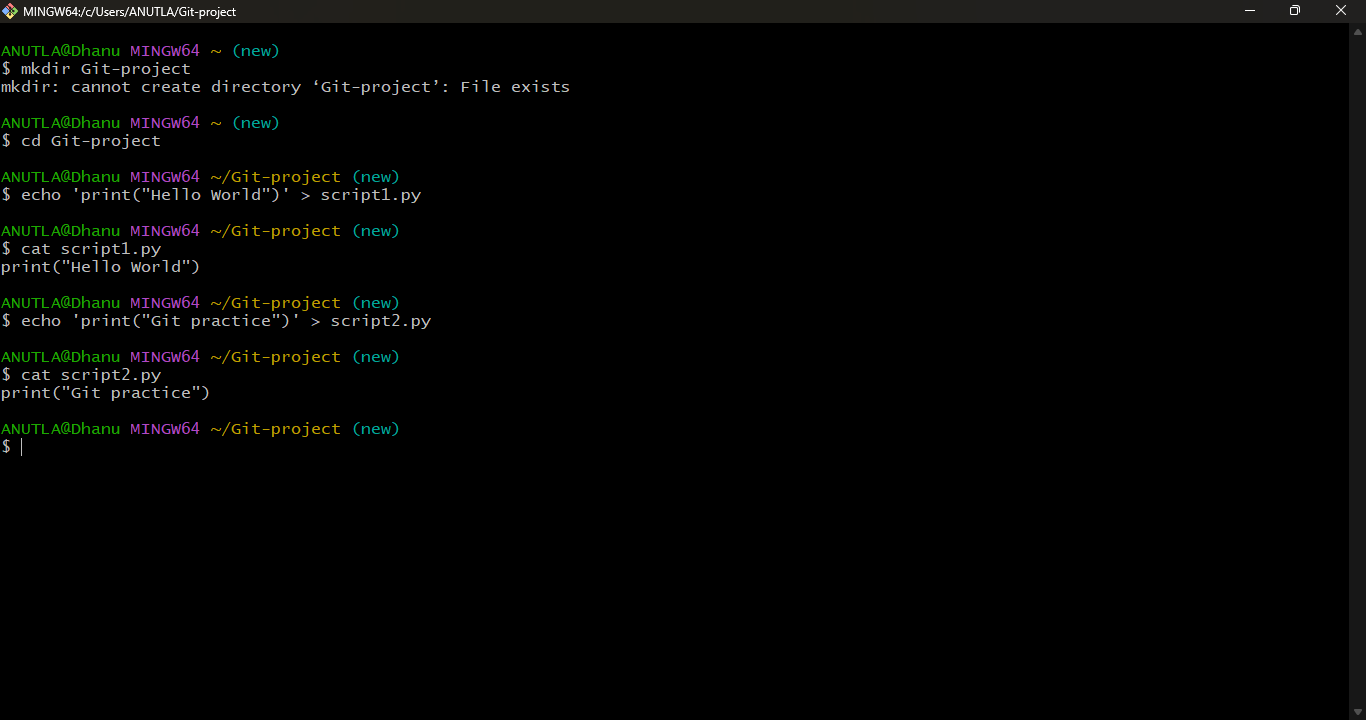 MINGW64:/c/Users/ANUTLA/Git-project
ANUTLA@Dhanu MINGW64 ~ (new)
$ mkdir Git-project
mkdir: cannot create directory ‘Git-project’: File exists
ANUTLA@Dhanu MINGW64 ~ (new)
$ cd Git-project
ANUTLA@Dhanu MINGW64 ~/Git-project (new)
$ echo 'print("Hello World")' > script1.py
ANUTLA@Dhanu MINGW64 ~/Git-project (new)
$ cat script1.py
print("Hello World")
ANUTLA@Dhanu MINGW64 ~/Git-project (new)
$ echo 'print("Git practice")' > script2.py
ANUTLA@Dhanu MINGW64 ~/Git-project (new)
$ cat script2.py
print("Git practice")
ANUTLA@Dhanu MINGW64 ~/Git-project (new)
$